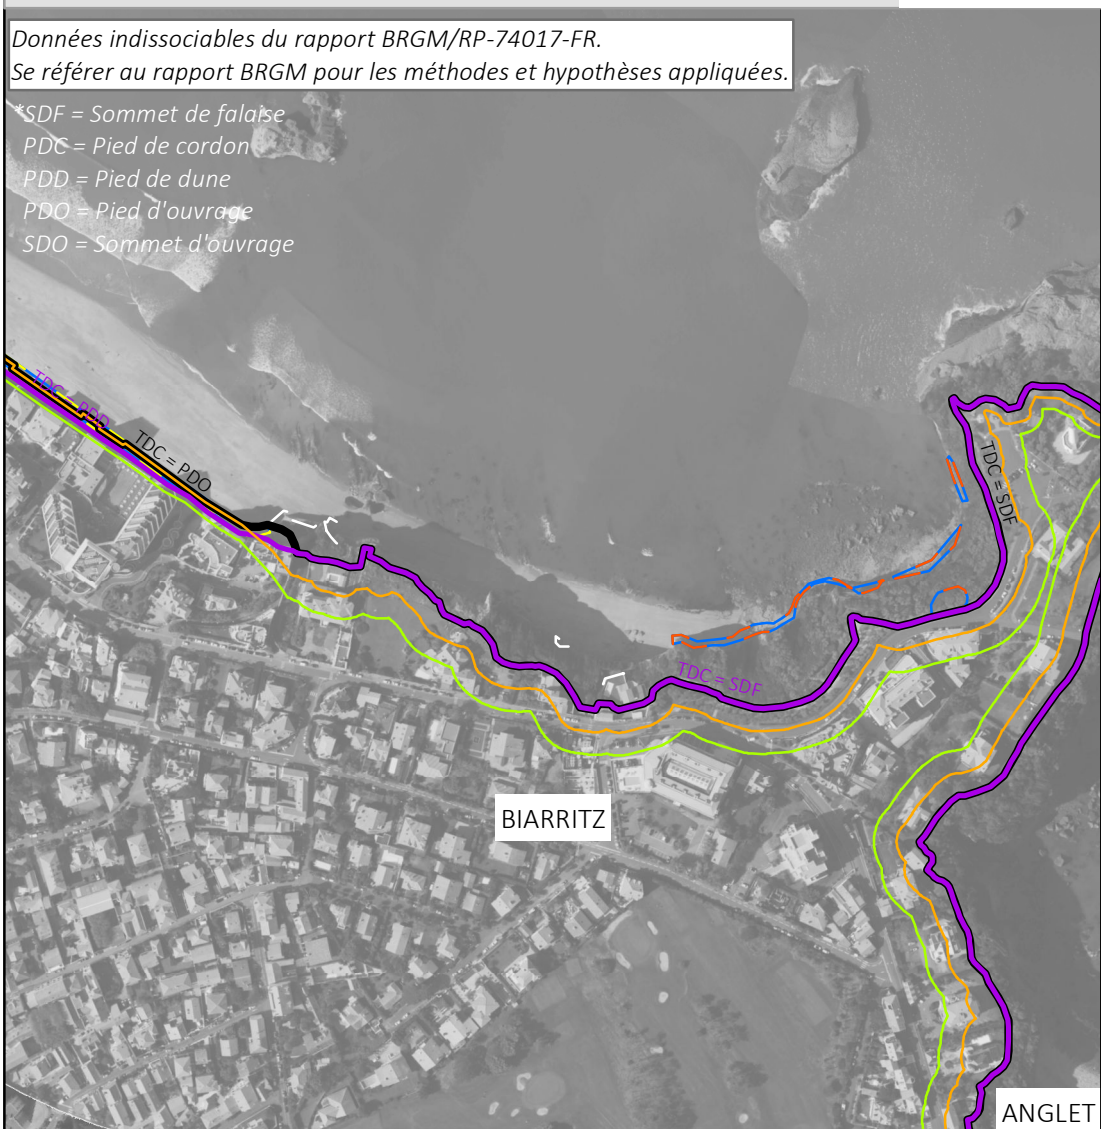 Données indissociables du rapport BRGM/RP-74017-FR.
Se référer au rapport BRGM pour les méthodes et hypothèses appliquées.
*SDF = Sommet de falaise
PDC = Pied de cordon
PDD = Pied de dune
PDO = Pied d'ouvrage
SDO = Sommet d'ouvrage
TDC = PDD
TDC = PDO
TDC = SDF
TDC = SDF
BIARRITZ
ANGLET